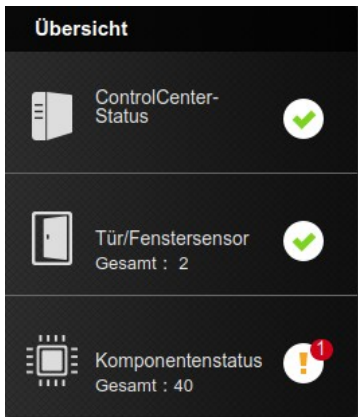 Übersicht
ControlCenter-
Status
Tür/Fenstersensor
Gesamt : 2
Komponentenstatus
Gesamt : 40
1